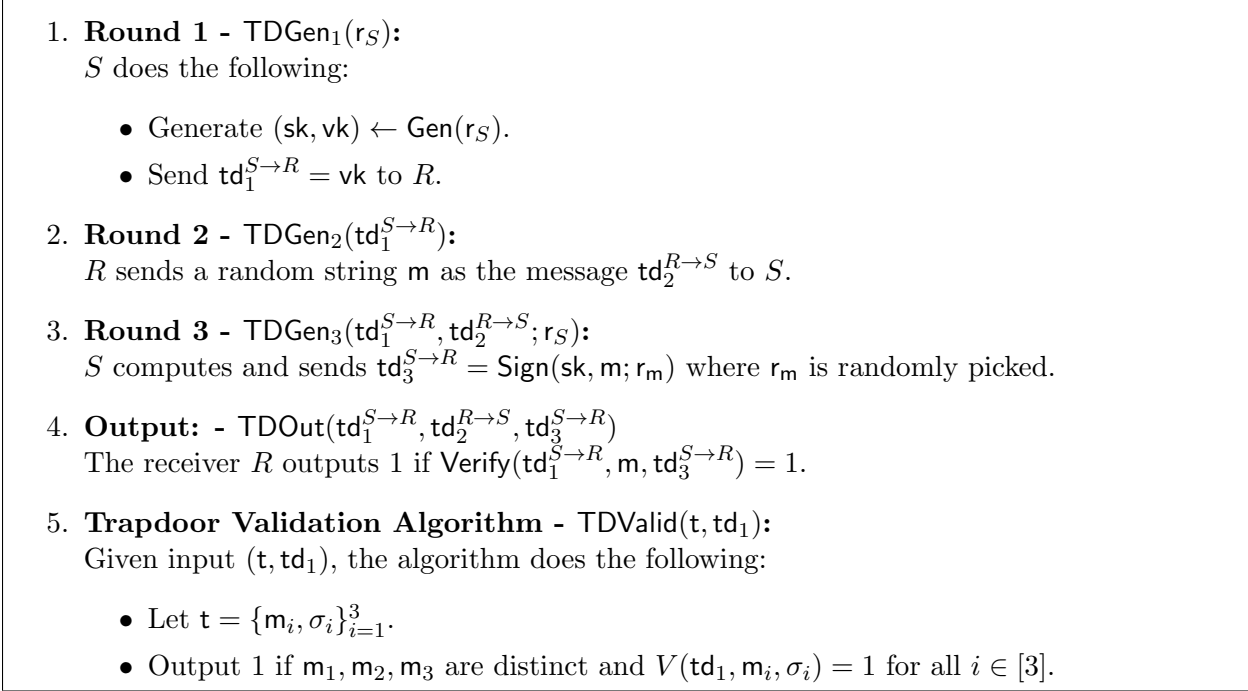 1. Round 1 - TDGen₁(r_S):
S does the following:
• Generate (sk, vk) ← Gen(r_S).
• Send td₁^{S→R} = vk to R.
2. Round 2 - TDGen₂(td₁^{S→R}):
R sends a random string m as the message td₂^{R→S} to S.
3. Round 3 - TDGen₃(td₁^{S→R}, td₂^{R→S}; r_S):
S computes and sends td₃^{S→R} = Sign(sk, m; r_m) where r_m is randomly picked.
4. Output: - TDOut(td₁^{S→R}, td₂^{R→S}, td₃^{S→R})
The receiver R outputs 1 if Verify(td₁^{S→R}, m, td₃^{S→R}) = 1.
5. Trapdoor Validation Algorithm - TDValid(t, td₁):
Given input (t, td₁), the algorithm does the following:
• Let t = {m_i, σ_i}_{i=1}^3.
• Output 1 if m₁, m₂, m₃ are distinct and V(td₁, m_i, σ_i) = 1 for all i ∈ [3].